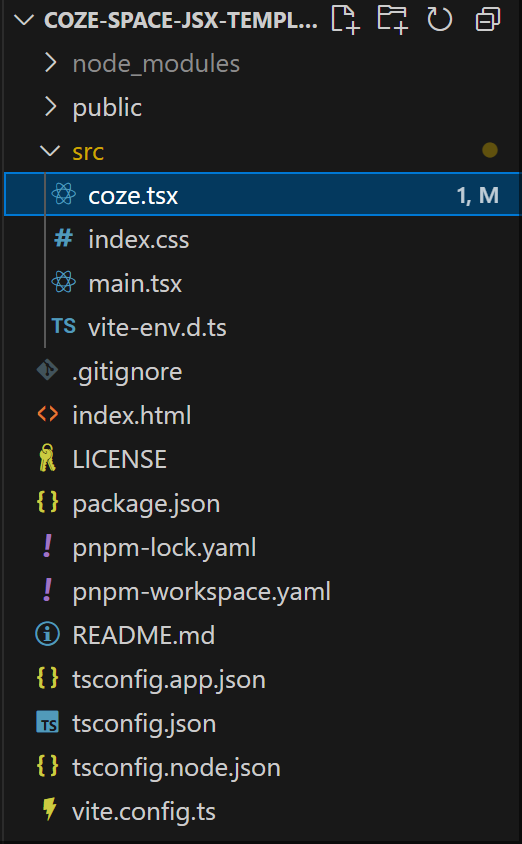 COZE-SPACE-JSX-TEMPL...
node_modules
public
src
coze.tsx 1, M
# index.css
main.tsx
TS vite-env.d.ts
.gitignore
<> index.html
LICENSE
{} package.json
! pnpm-lock.yaml
! pnpm-workspace.yaml
README.md
{} tsconfig.app.json
TS tsconfig.json
{} tsconfig.node.json
vite.config.ts